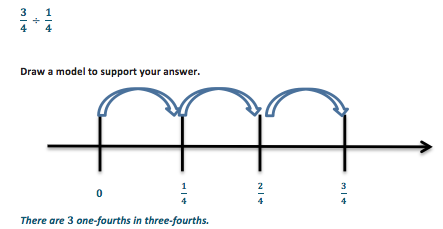 3/4 ÷ 1/4
Draw a model to support your answer.
0 1/4 2/4 3/4
There are 3 one-fourths in three-fourths.